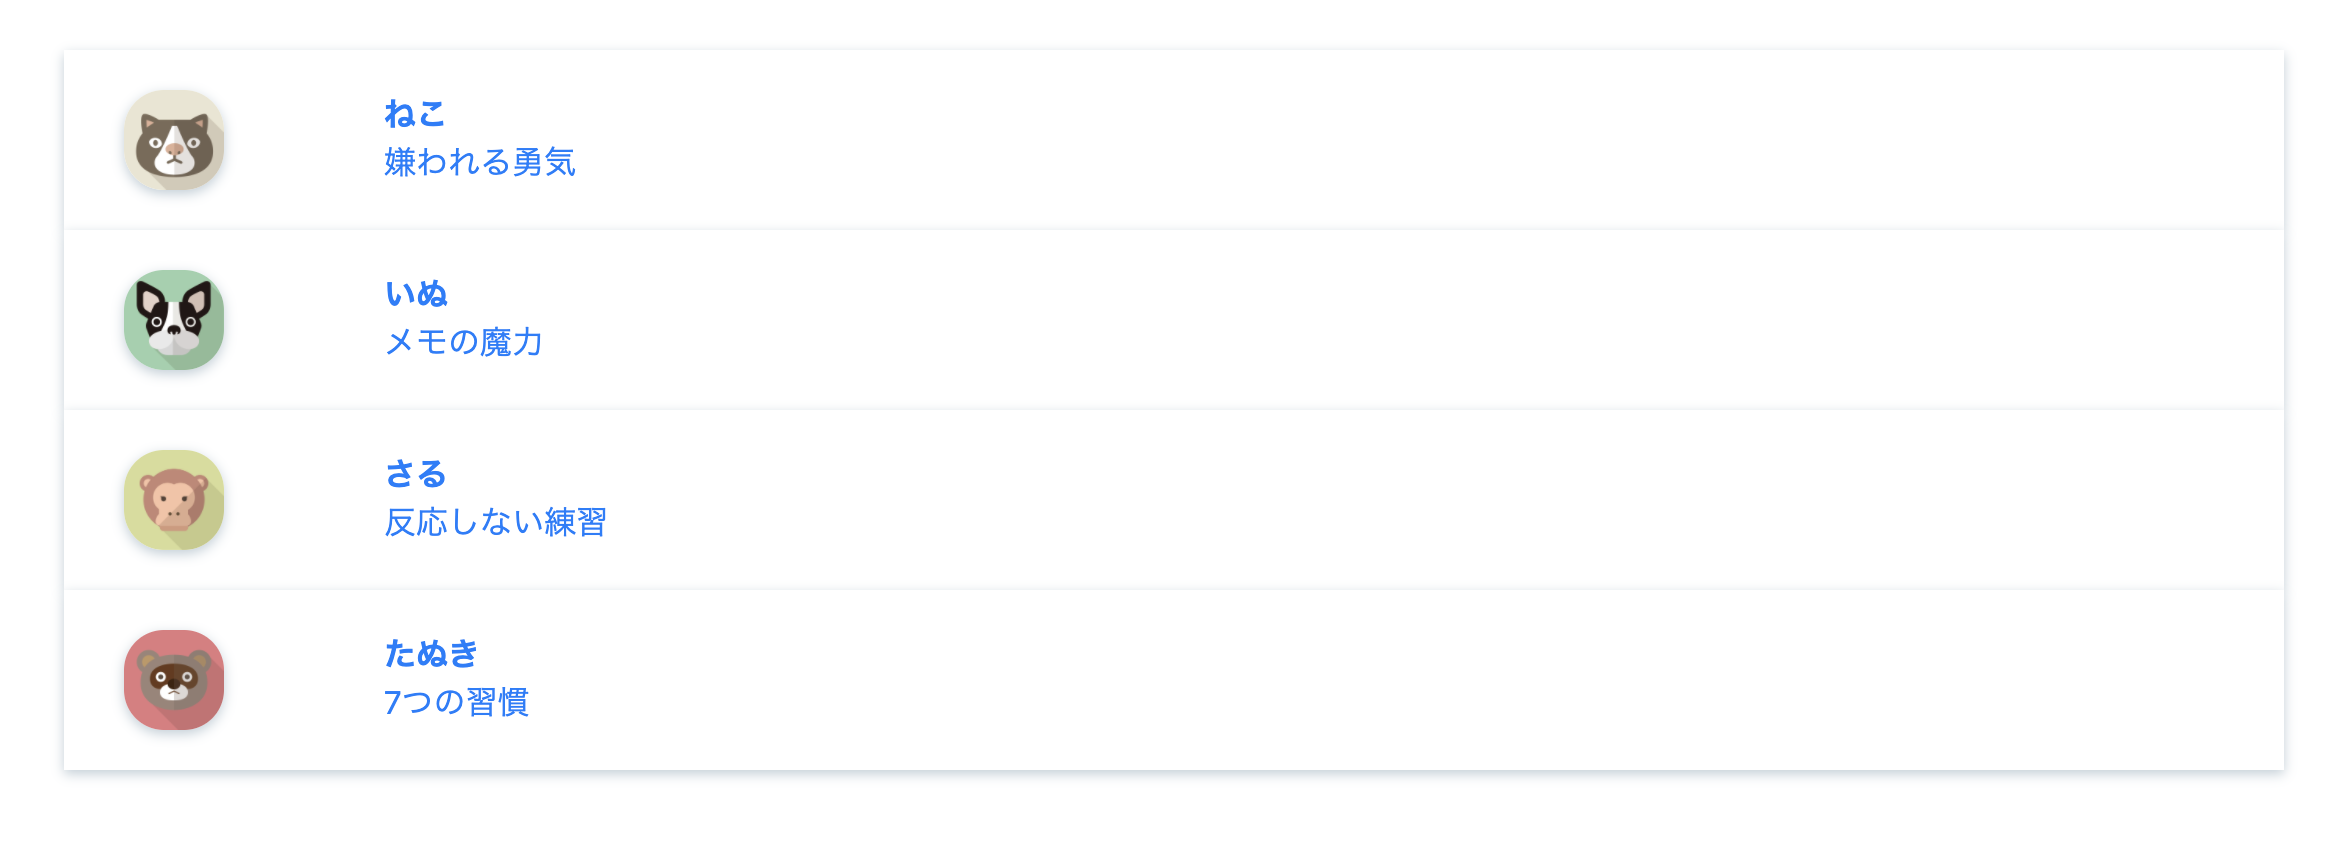 ねこ
嫌われる勇気
いぬ
メモの魔力
さる
反応しない練習
たぬき
7つの習慣